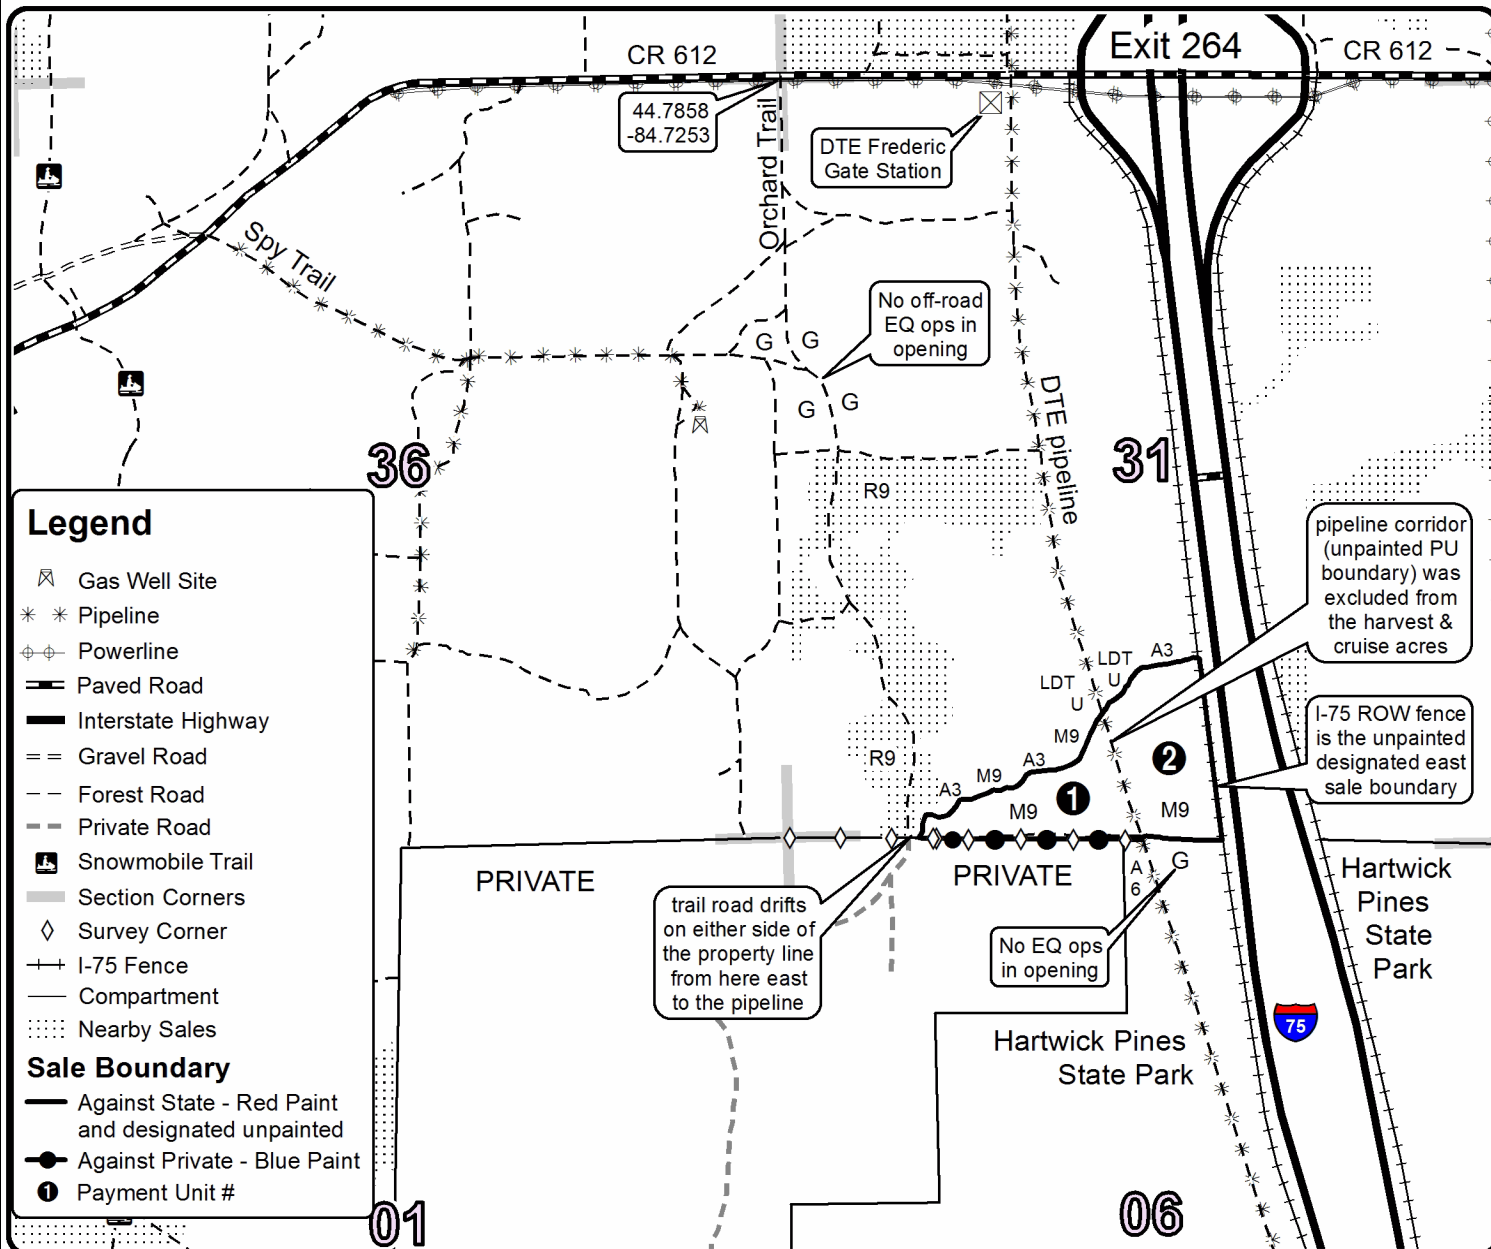 CR 612
Exit 264
CR 612
44.7858
-84.7253
Orchard Trail
DTE Frederic
Gate Station
Spy Trail
No off-road
EQ ops in
opening
G
G
G
G
DTE pipeline
36
31
R9
pipeline corridor
(unpainted PU
boundary) was
excluded from
the harvest &
cruise acres
LDT
U
A3
LDT
U
M9
I-75 ROW fence
is the unpainted
designated east
sale boundary
R9
A3
M9
A3
2
1
M9
M9
PRIVATE
PRIVATE
A
6
G
Hartwick
Pines
State
Park
trail road drifts
on either side of
the property line
from here east
to the pipeline
No EQ ops
in opening
75
Hartwick Pines
State Park
01
06
Legend
Gas Well Site
Pipeline
Powerline
Paved Road
Interstate Highway
Gravel Road
Forest Road
Private Road
Snowmobile Trail
Section Corners
Survey Corner
I-75 Fence
Compartment
Nearby Sales
Sale Boundary
Against State - Red Paint
and designated unpainted
Against Private - Blue Paint
1 Payment Unit #